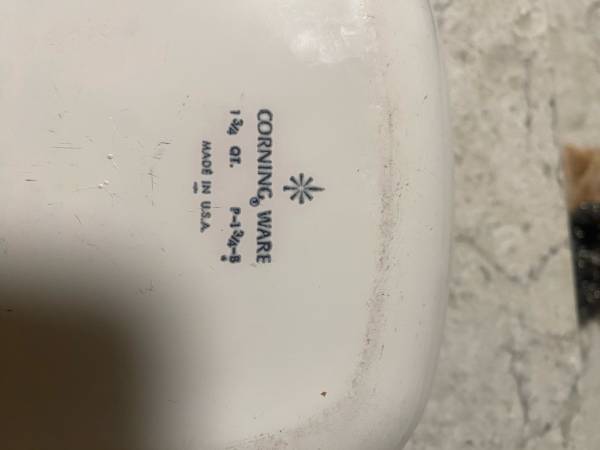 CORNING® WARE
1 3/4 QT. P-1 3/4-B
MADE IN U.S.A.